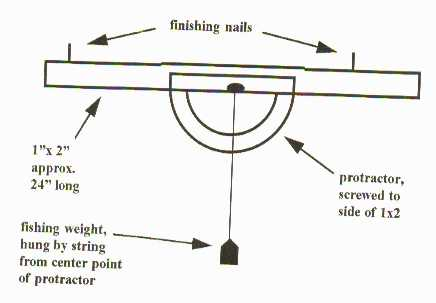 finishing nails
1”x 2”
approx.
24” long
protractor,
screwed to
side of 1x2
fishing weight,
hung by string
from center point
of protractor